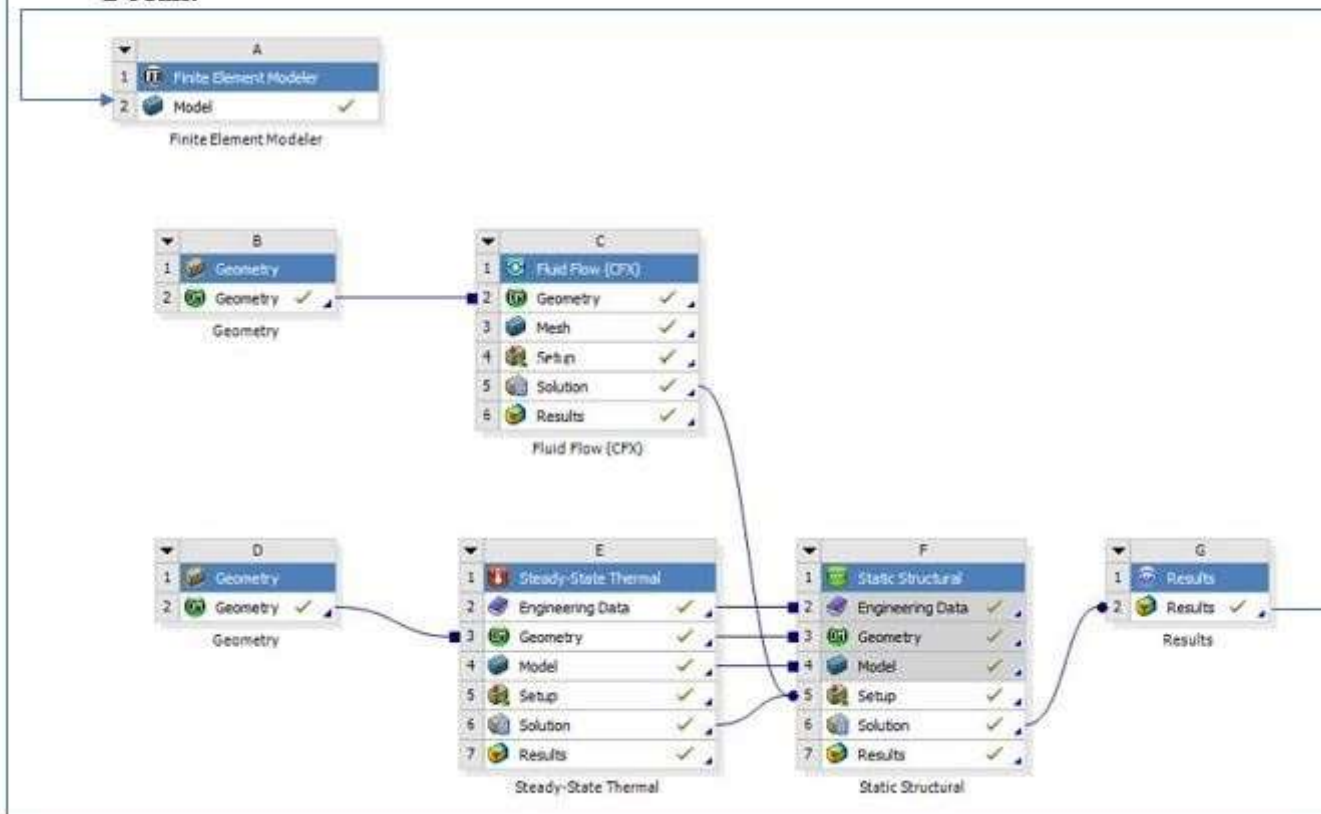 A
1 Finite Element Modeler
2 Model
Finite Element Modeler
B
1 Geometry
2 Geometry
Geometry
C
1 Fluid Flow (CFX)
2 Geometry
3 Mesh
4 Setup
5 Solution
6 Results
Fluid Flow (CFX)
D
1 Geometry
2 Geometry
Geometry
E
1 Steady-State Thermal
2 Engineering Data
3 Geometry
4 Model
5 Setup
6 Solution
7 Results
Steady-State Thermal
F
1 Static Structural
2 Engineering Data
3 Geometry
4 Model
5 Setup
6 Solution
7 Results
Static Structural
G
1 Results
2 Results
Results